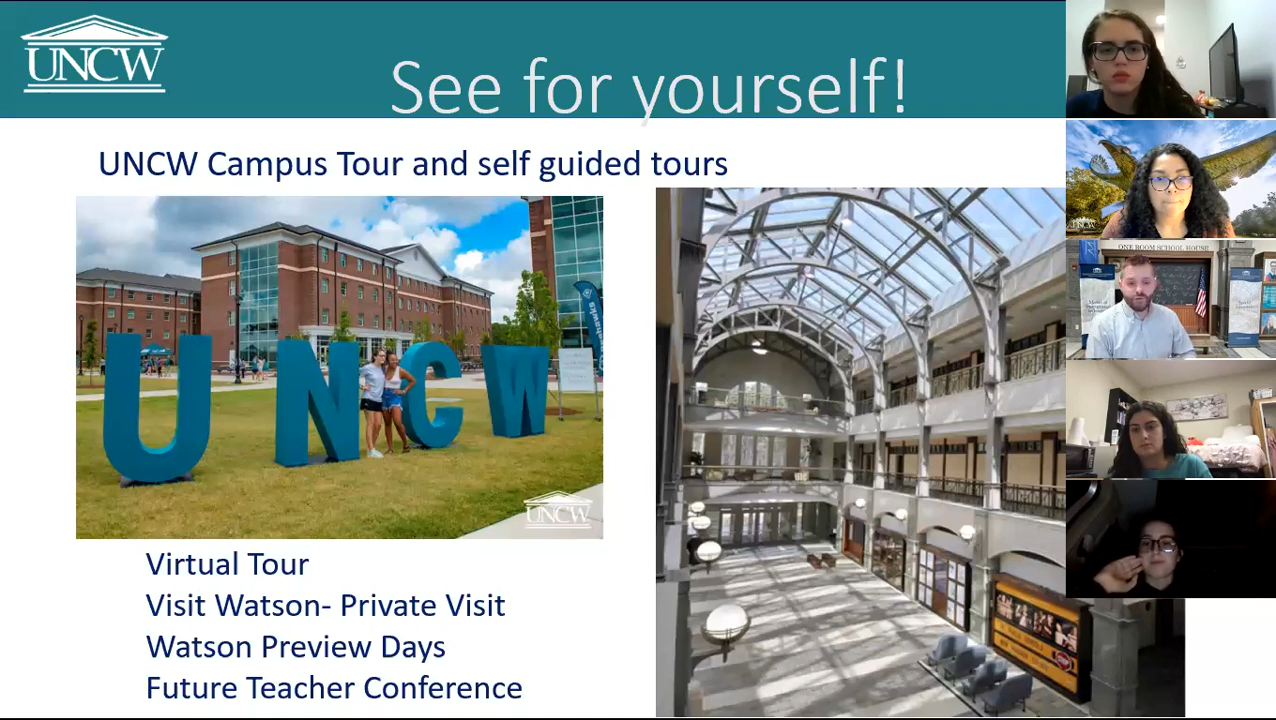 UNCW
See for yourself!
UNCW Campus Tour and self guided tours
UNCW
UNCW
Virtual Tour
Visit Watson- Private Visit
Watson Preview Days
Future Teacher Conference
UNCW
ONE ROOM SCHOOL HOUSE